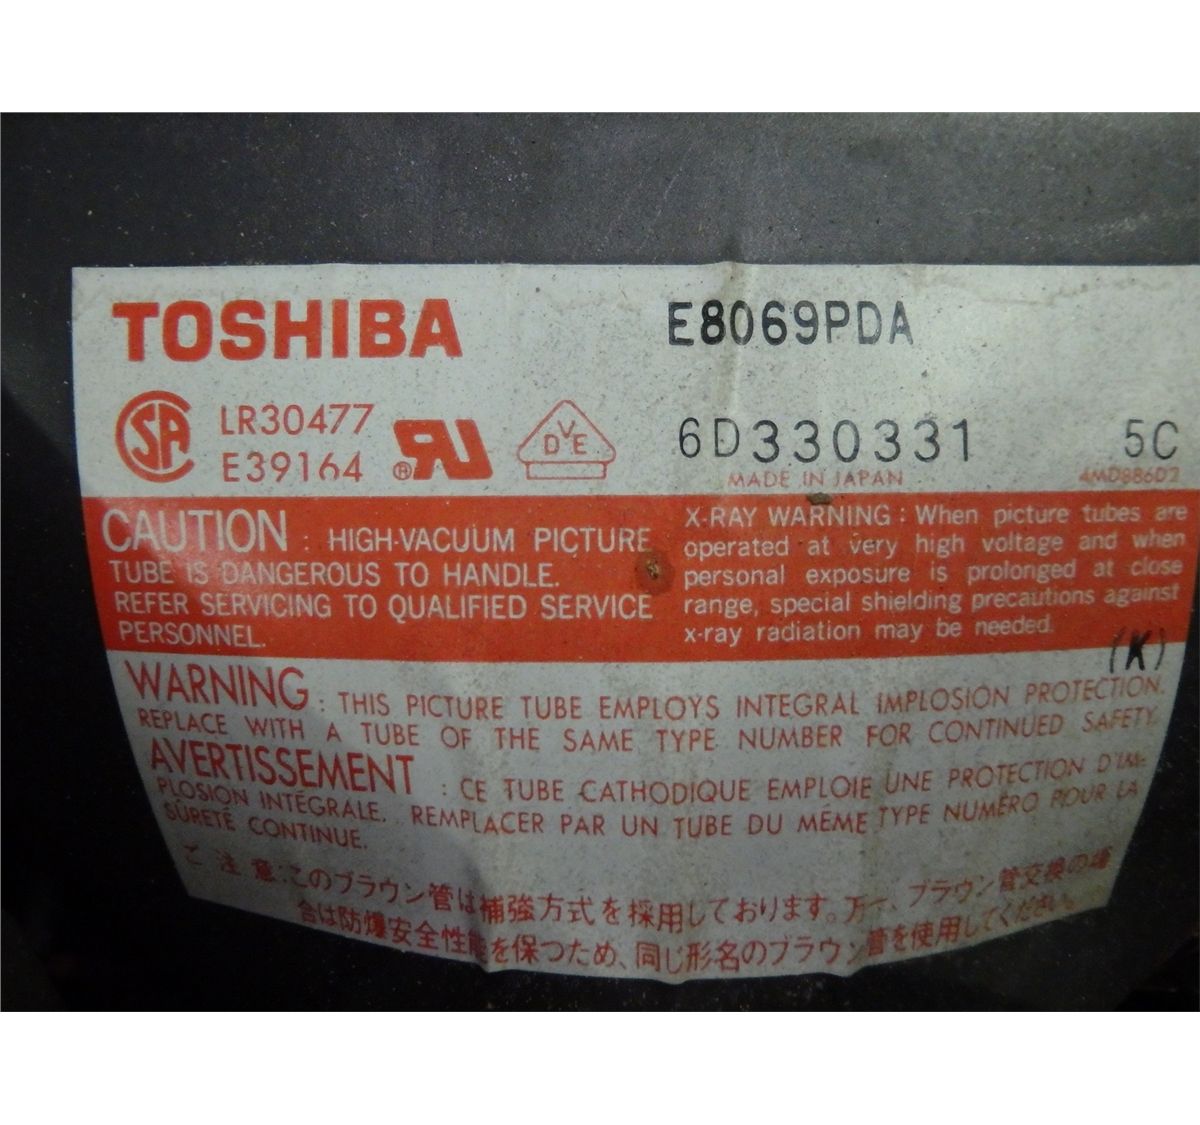 TOSHIBA E8069PDA
SA LR30477
E39164 ® RU DVE 6D330331 5C
MADE IN JAPAN 4MD886D2
CAUTION : HIGH-VACUUM PICTURE
TUBE IS DANGEROUS TO HANDLE.
REFER SERVICING TO QUALIFIED SERVICE
PERSONNEL.
X-RAY WARNING : When picture tubes are
operated at very high voltage and when
personal exposure is prolonged at close
range, special shielding precautions against
x-ray radiation may be needed.
(K)
WARNING : THIS PICTURE TUBE EMPLOYS INTEGRAL IMPLOSION PROTECTION.
REPLACE WITH A TUBE OF THE SAME TYPE NUMBER FOR CONTINUED SAFETY.
AVERTISSEMENT : CE TUBE CATHODIQUE EMPLOIE UNE PROTECTION D'IM-
PLOSION INTÉGRALE. REMPLACER PAR UN TUBE DU MÊME TYPE NUMÉRO POUR LA
SÛRETÉ CONTINUE.
ご注意：このブラウン管は補強方式を採用しております。万一、ブラウン管交換の場
合は防爆安全性能を保つため、同じ形名のブラウン管を使用してください。